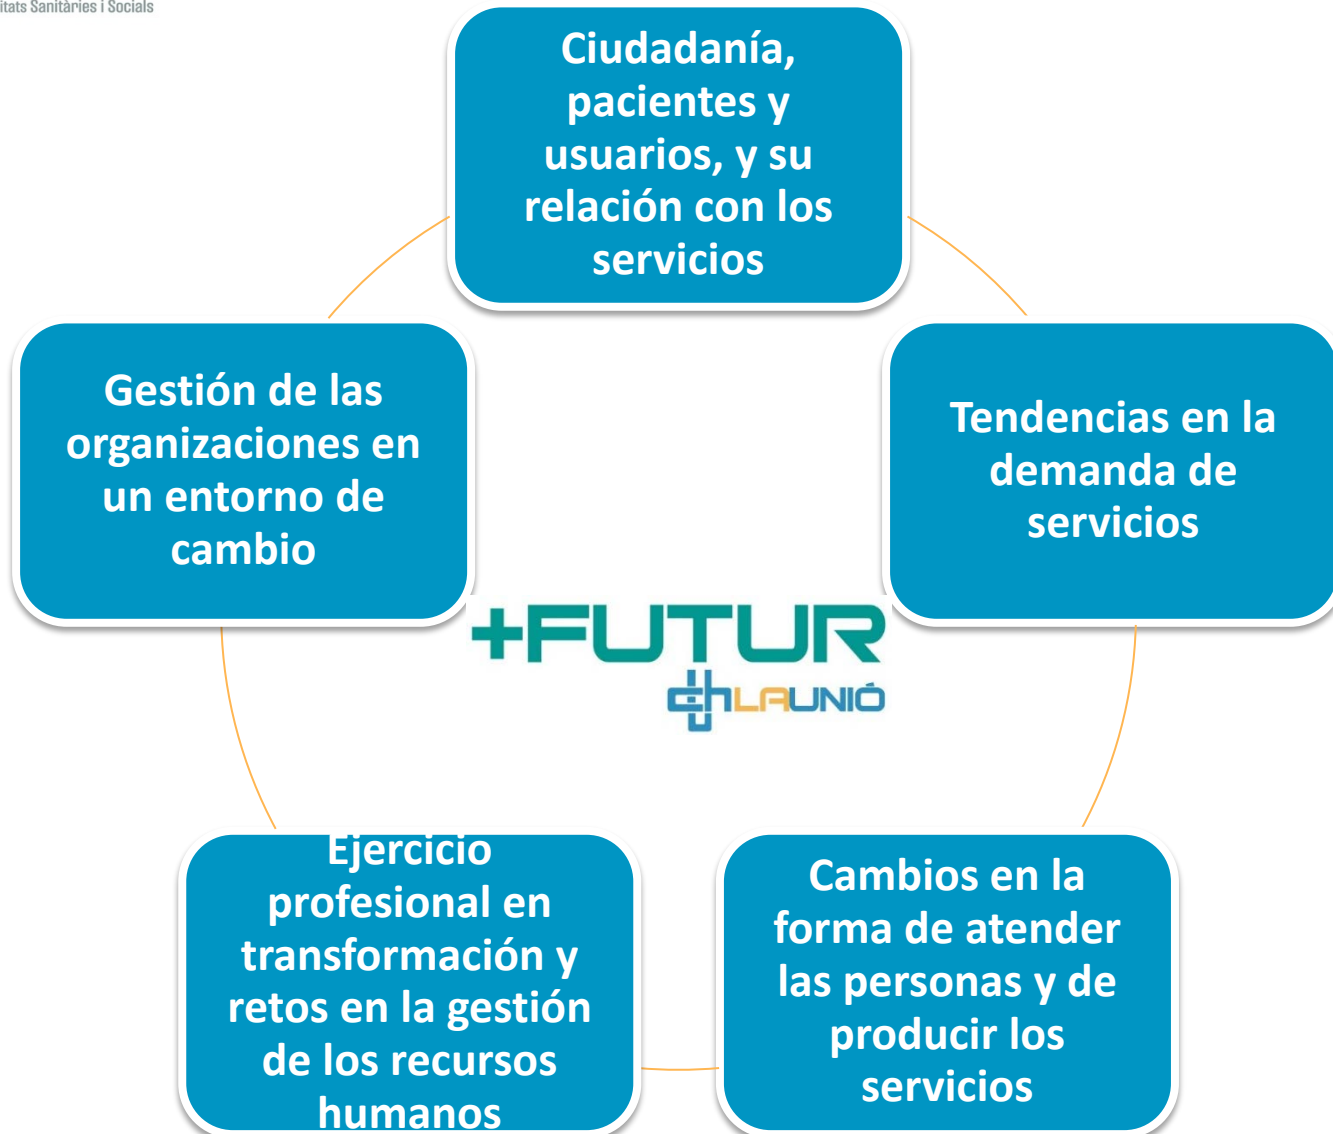 Sanitàries i Socials
Ciudadanía,
pacientes y
usuarios, y su
relación con los
servicios
Tendencias en la
demanda de
servicios
Cambios en la
forma de atender
las personas y de
producir los
servicios
Ejercicio
profesional en
transformación y
retos en la gestión
de los recursos
humanos
Gestión de las
organizaciones en
un entorno de
cambio
+FUTUR
LAUNIÓ